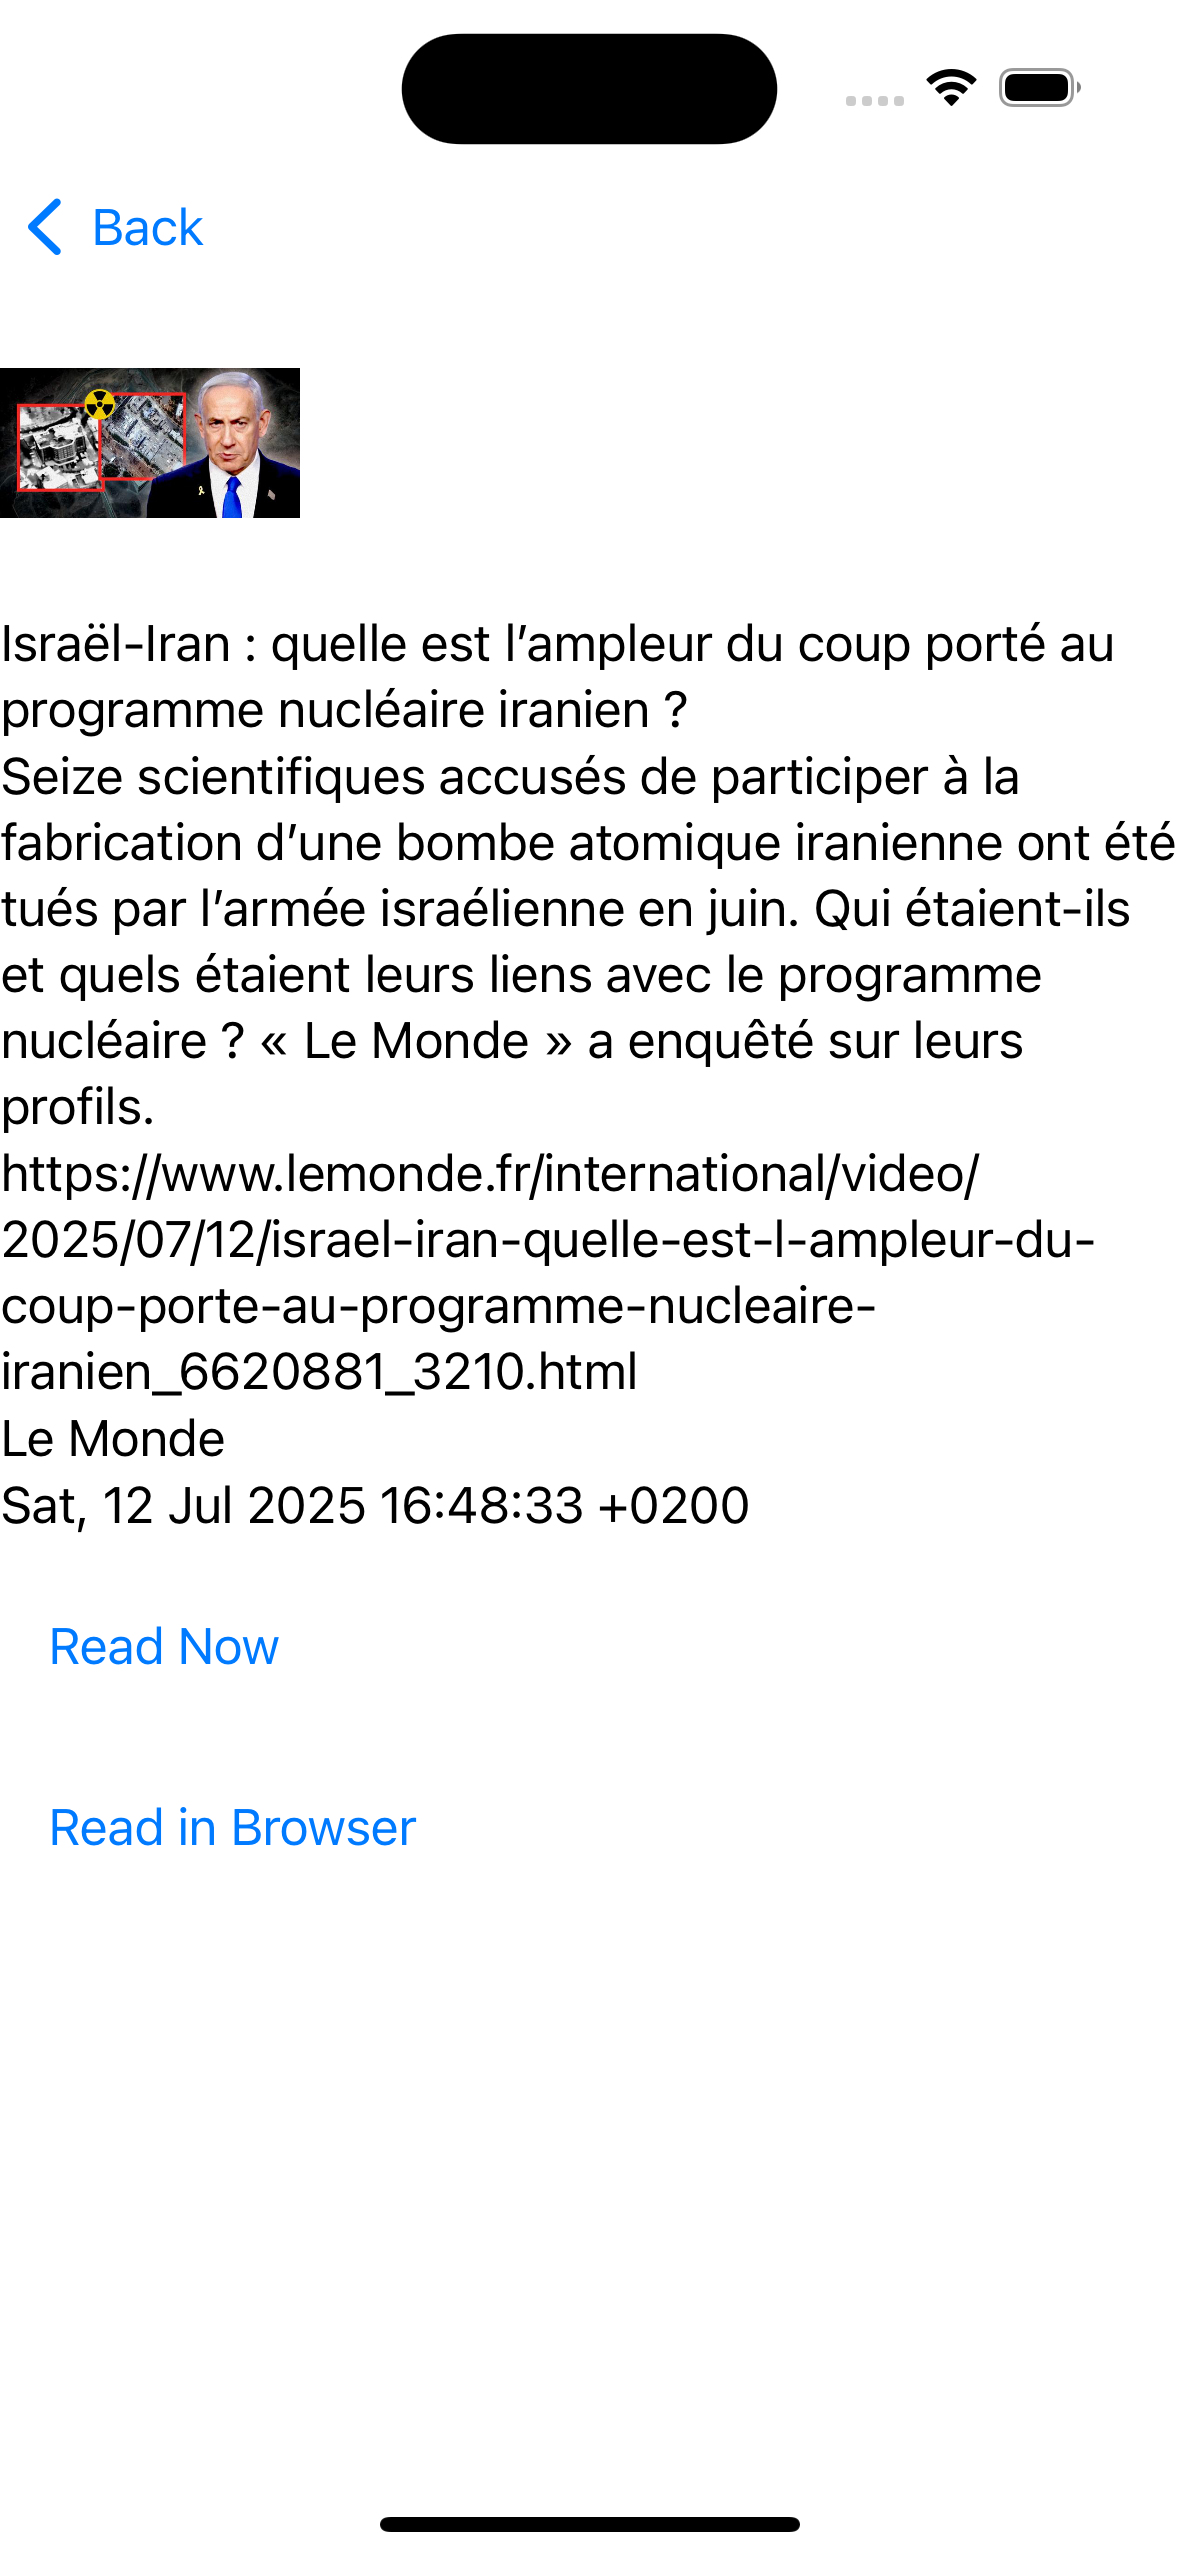 Back
Israël-Iran : quelle est l’ampleur du coup porté au
programme nucléaire iranien ?
Seize scientifiques accusés de participer à la
fabrication d’une bombe atomique iranienne ont été
tués par l’armée israélienne en juin. Qui étaient-ils
et quels étaient leurs liens avec le programme
nucléaire ? « Le Monde » a enquêté sur leurs
profils.
https://www.lemonde.fr/international/video/
2025/07/12/israel-iran-quelle-est-l-ampleur-du-
coup-porte-au-programme-nucleaire-
iranien_6620881_3210.html
Le Monde
Sat, 12 Jul 2025 16:48:33 +0200
Read Now
Read in Browser